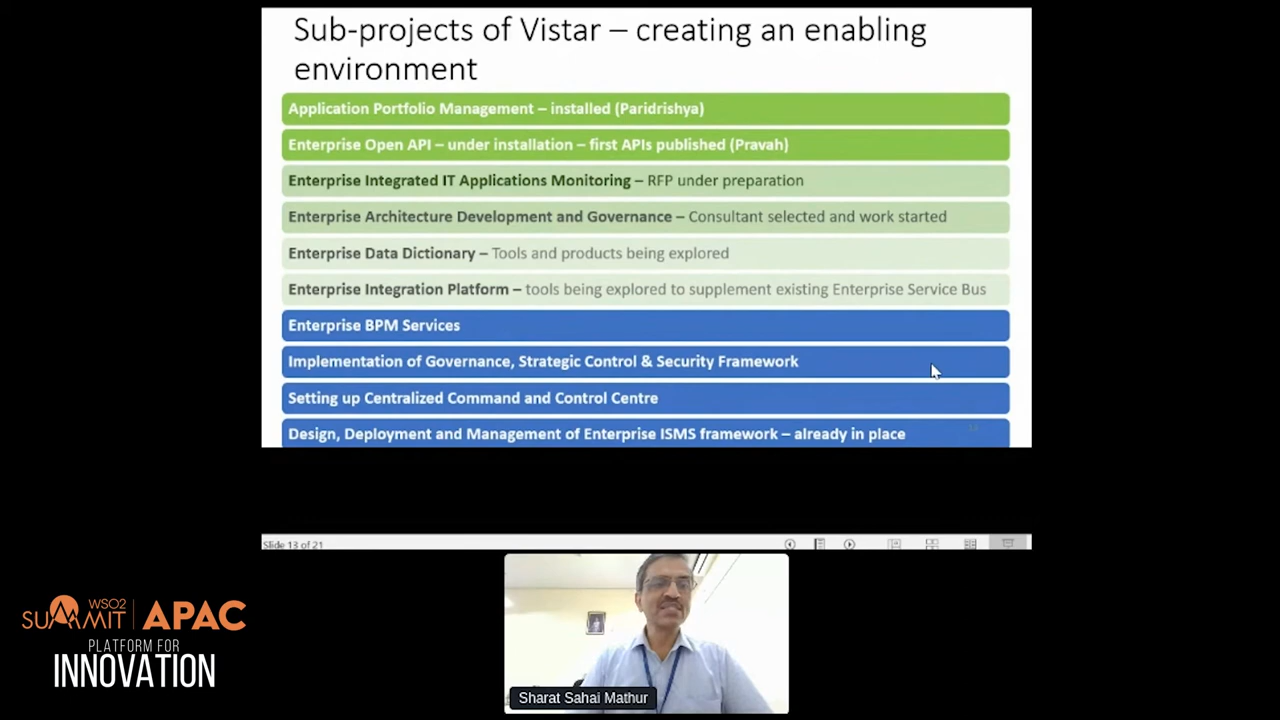 Sub-projects of Vistar – creating an enabling
environment
Application Portfolio Management – installed (Paridrishya)
Enterprise Open API – under installation – first APIs published (Pravah)
Enterprise Integrated IT Applications Monitoring – RFP under preparation
Enterprise Architecture Development and Governance – Consultant selected and work started
Enterprise Data Dictionary – Tools and products being explored
Enterprise Integration Platform – tools being explored to supplement existing Enterprise Service Bus
Enterprise BPM Services
Implementation of Governance, Strategic Control & Security Framework
Setting up Centralized Command and Control Centre
Design, Deployment and Management of Enterprise ISMS framework – already in place
Slide 13 of 21
WSO2
SUMMIT APAC
PLATFORM FOR
INNOVATION
Sharat Sahai Mathur